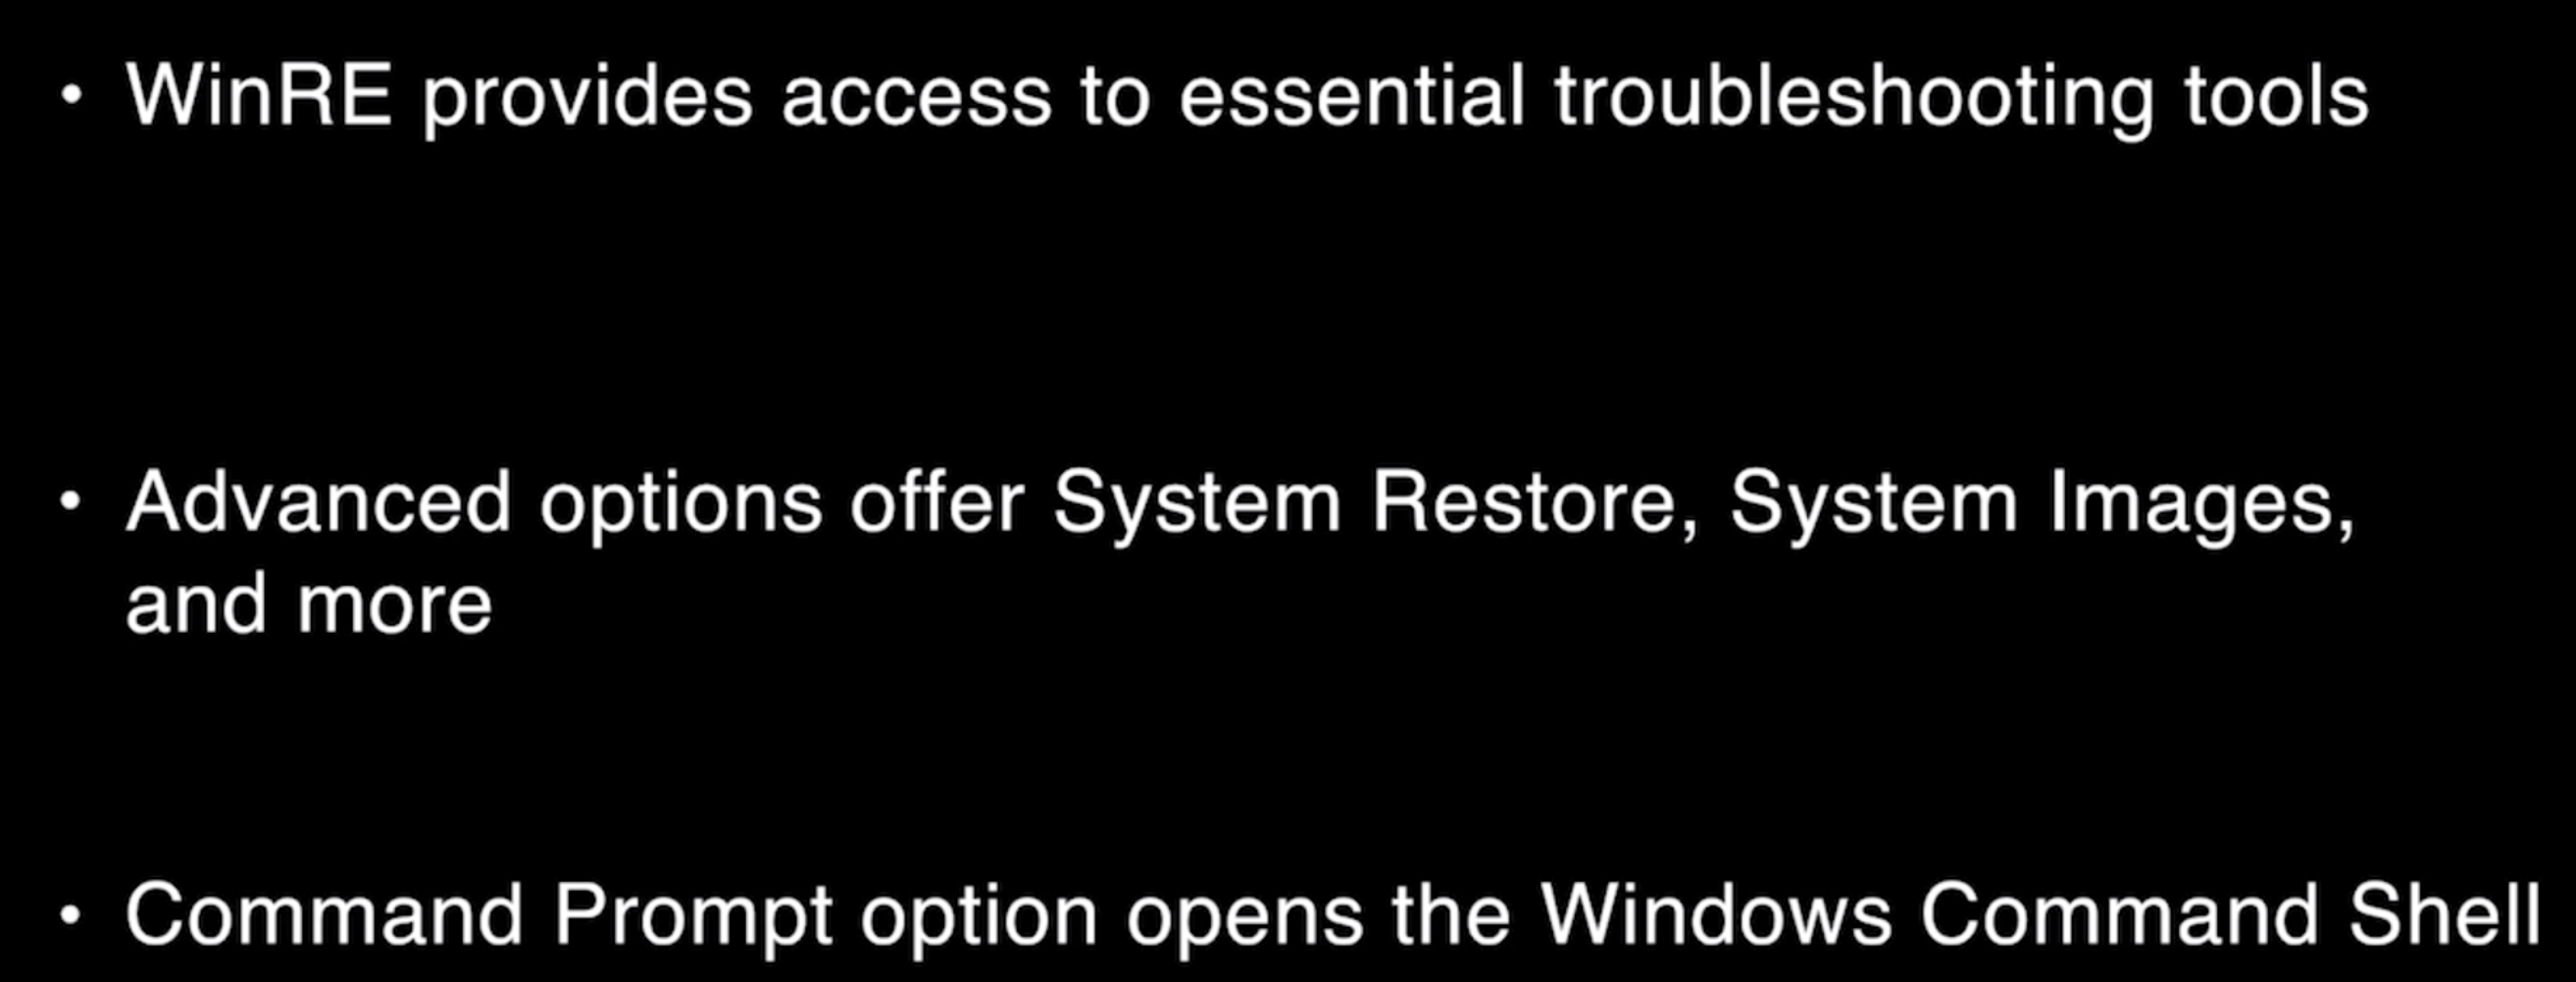 • WinRE provides access to essential troubleshooting tools
• Advanced options offer System Restore, System Images,
and more
• Command Prompt option opens the Windows Command Shell